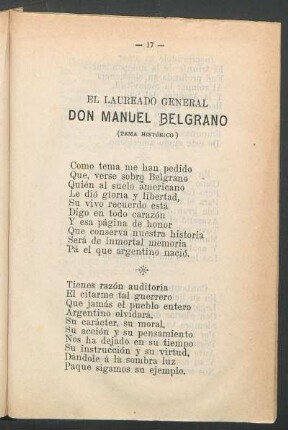 — 17 —
EL LAUREADO GENERAL
DON MANUEL BELGRANO
(TEMA HISTÓRICO)
Como tema me han pedido
Que, verse sobre Belgrano
Quién al suelo americano
Le dió gloria y libertad,
Su vivo recuerdo está
Digo en todo carazón
Y esa página de honor
Que conserva nuestra historia
Será de inmortal memoria
Pá el que argentino nació.
Tienes razón auditoria
El citarme tal guerrero
Que jamás el pueblo entero
Argentino olvidará,
Su carácter, su moral,
Su acción y su pensamiento
Nos ha dejado en su tiempo
Su instrucción y su virtud,
Dándole á la sombra luz
Paque sigamos su ejemplo.